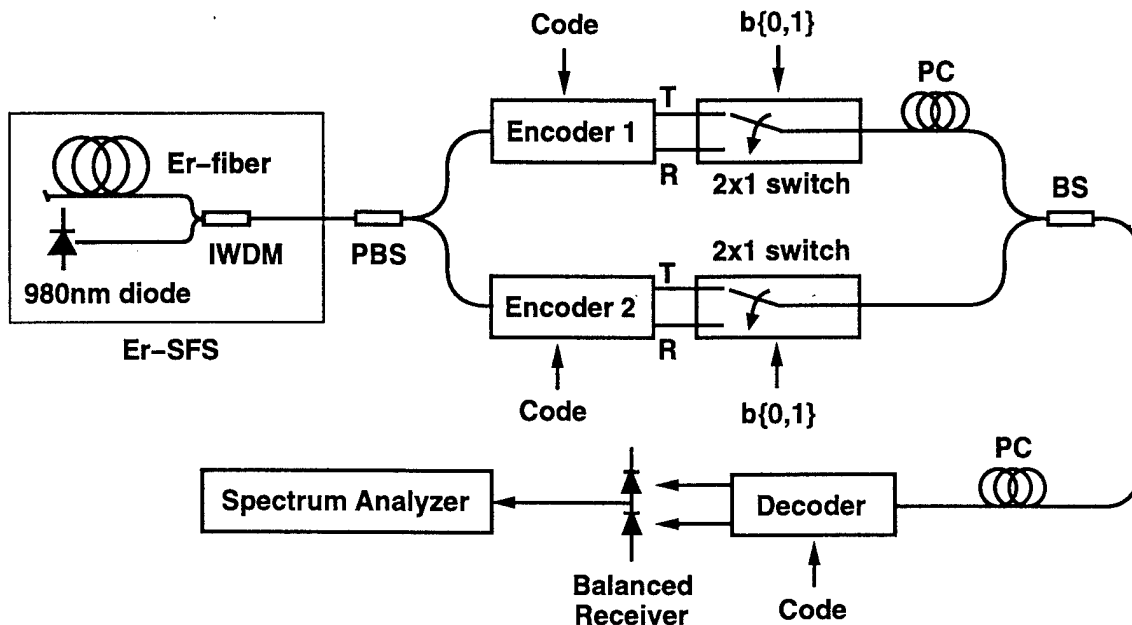 Code
b{0,1}
PC
Encoder 1
T
R
2x1 switch
Er–fiber
IWDM
980nm diode
Er–SFS
PBS
BS
2x1 switch
Encoder 2
T
R
Code
b{0,1}
PC
Spectrum Analyzer
Decoder
Balanced
Receiver
Code